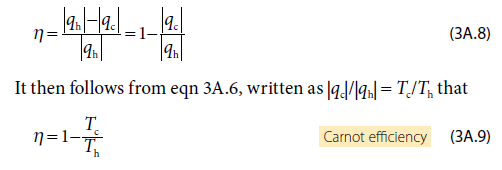 η = |q_h|−|q_c| / |q_h| = 1− |q_c| / |q_h| (3A.8)
It then follows from eqn 3A.6, written as |q_c|/|q_h| = T_c/T_h that
η = 1− T_c / T_h Carnot efficiency (3A.9)